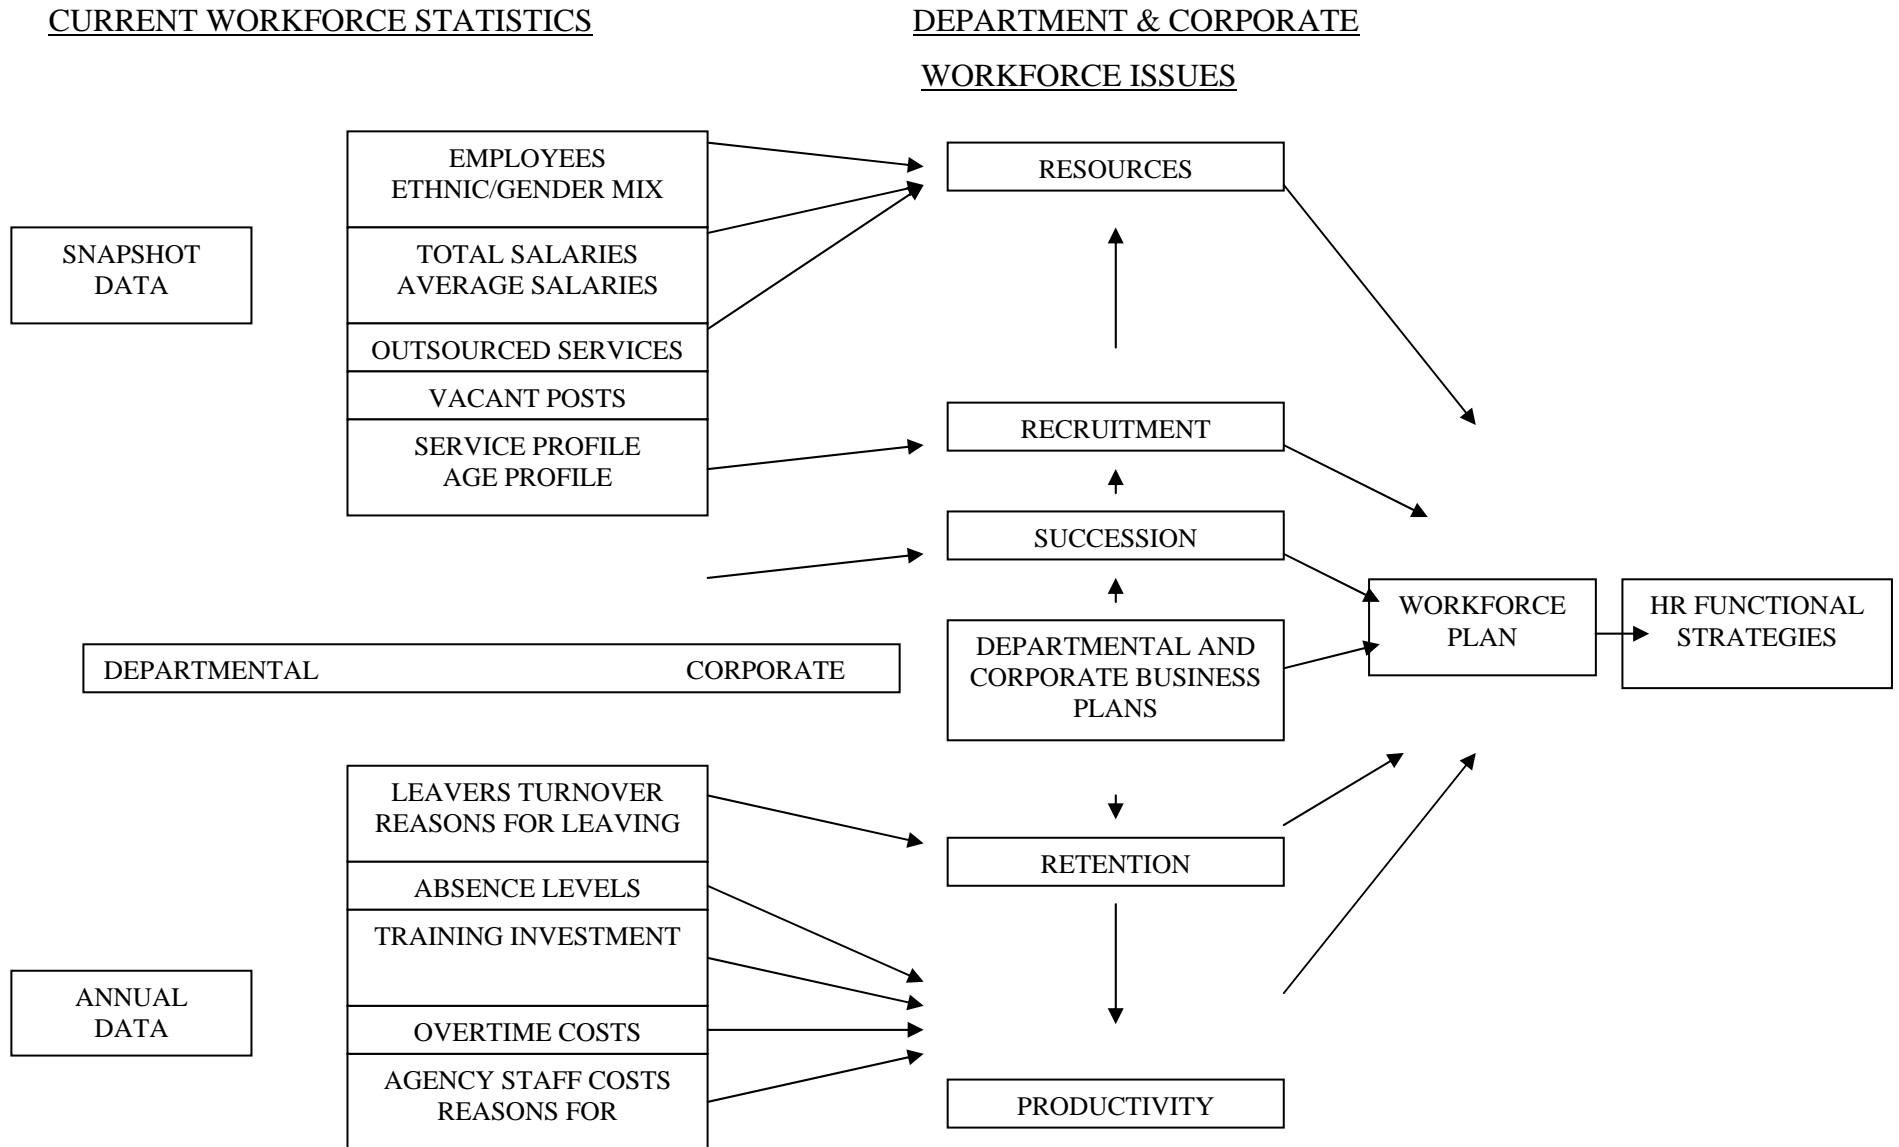 CURRENT WORKFORCE STATISTICS
DEPARTMENT & CORPORATE
WORKFORCE ISSUES
SNAPSHOT
DATA
EMPLOYEES
ETHNIC/GENDER MIX
TOTAL SALARIES
AVERAGE SALARIES
OUTSOURCED SERVICES
VACANT POSTS
SERVICE PROFILE
AGE PROFILE
RESOURCES
RECRUITMENT
SUCCESSION
DEPARTMENTAL CORPORATE
DEPARTMENTAL AND
CORPORATE BUSINESS
PLANS
WORKFORCE
PLAN
HR FUNCTIONAL
STRATEGIES
ANNUAL
DATA
LEAVERS TURNOVER
REASONS FOR LEAVING
ABSENCE LEVELS
TRAINING INVESTMENT
OVERTIME COSTS
AGENCY STAFF COSTS
REASONS FOR
RETENTION
PRODUCTIVITY